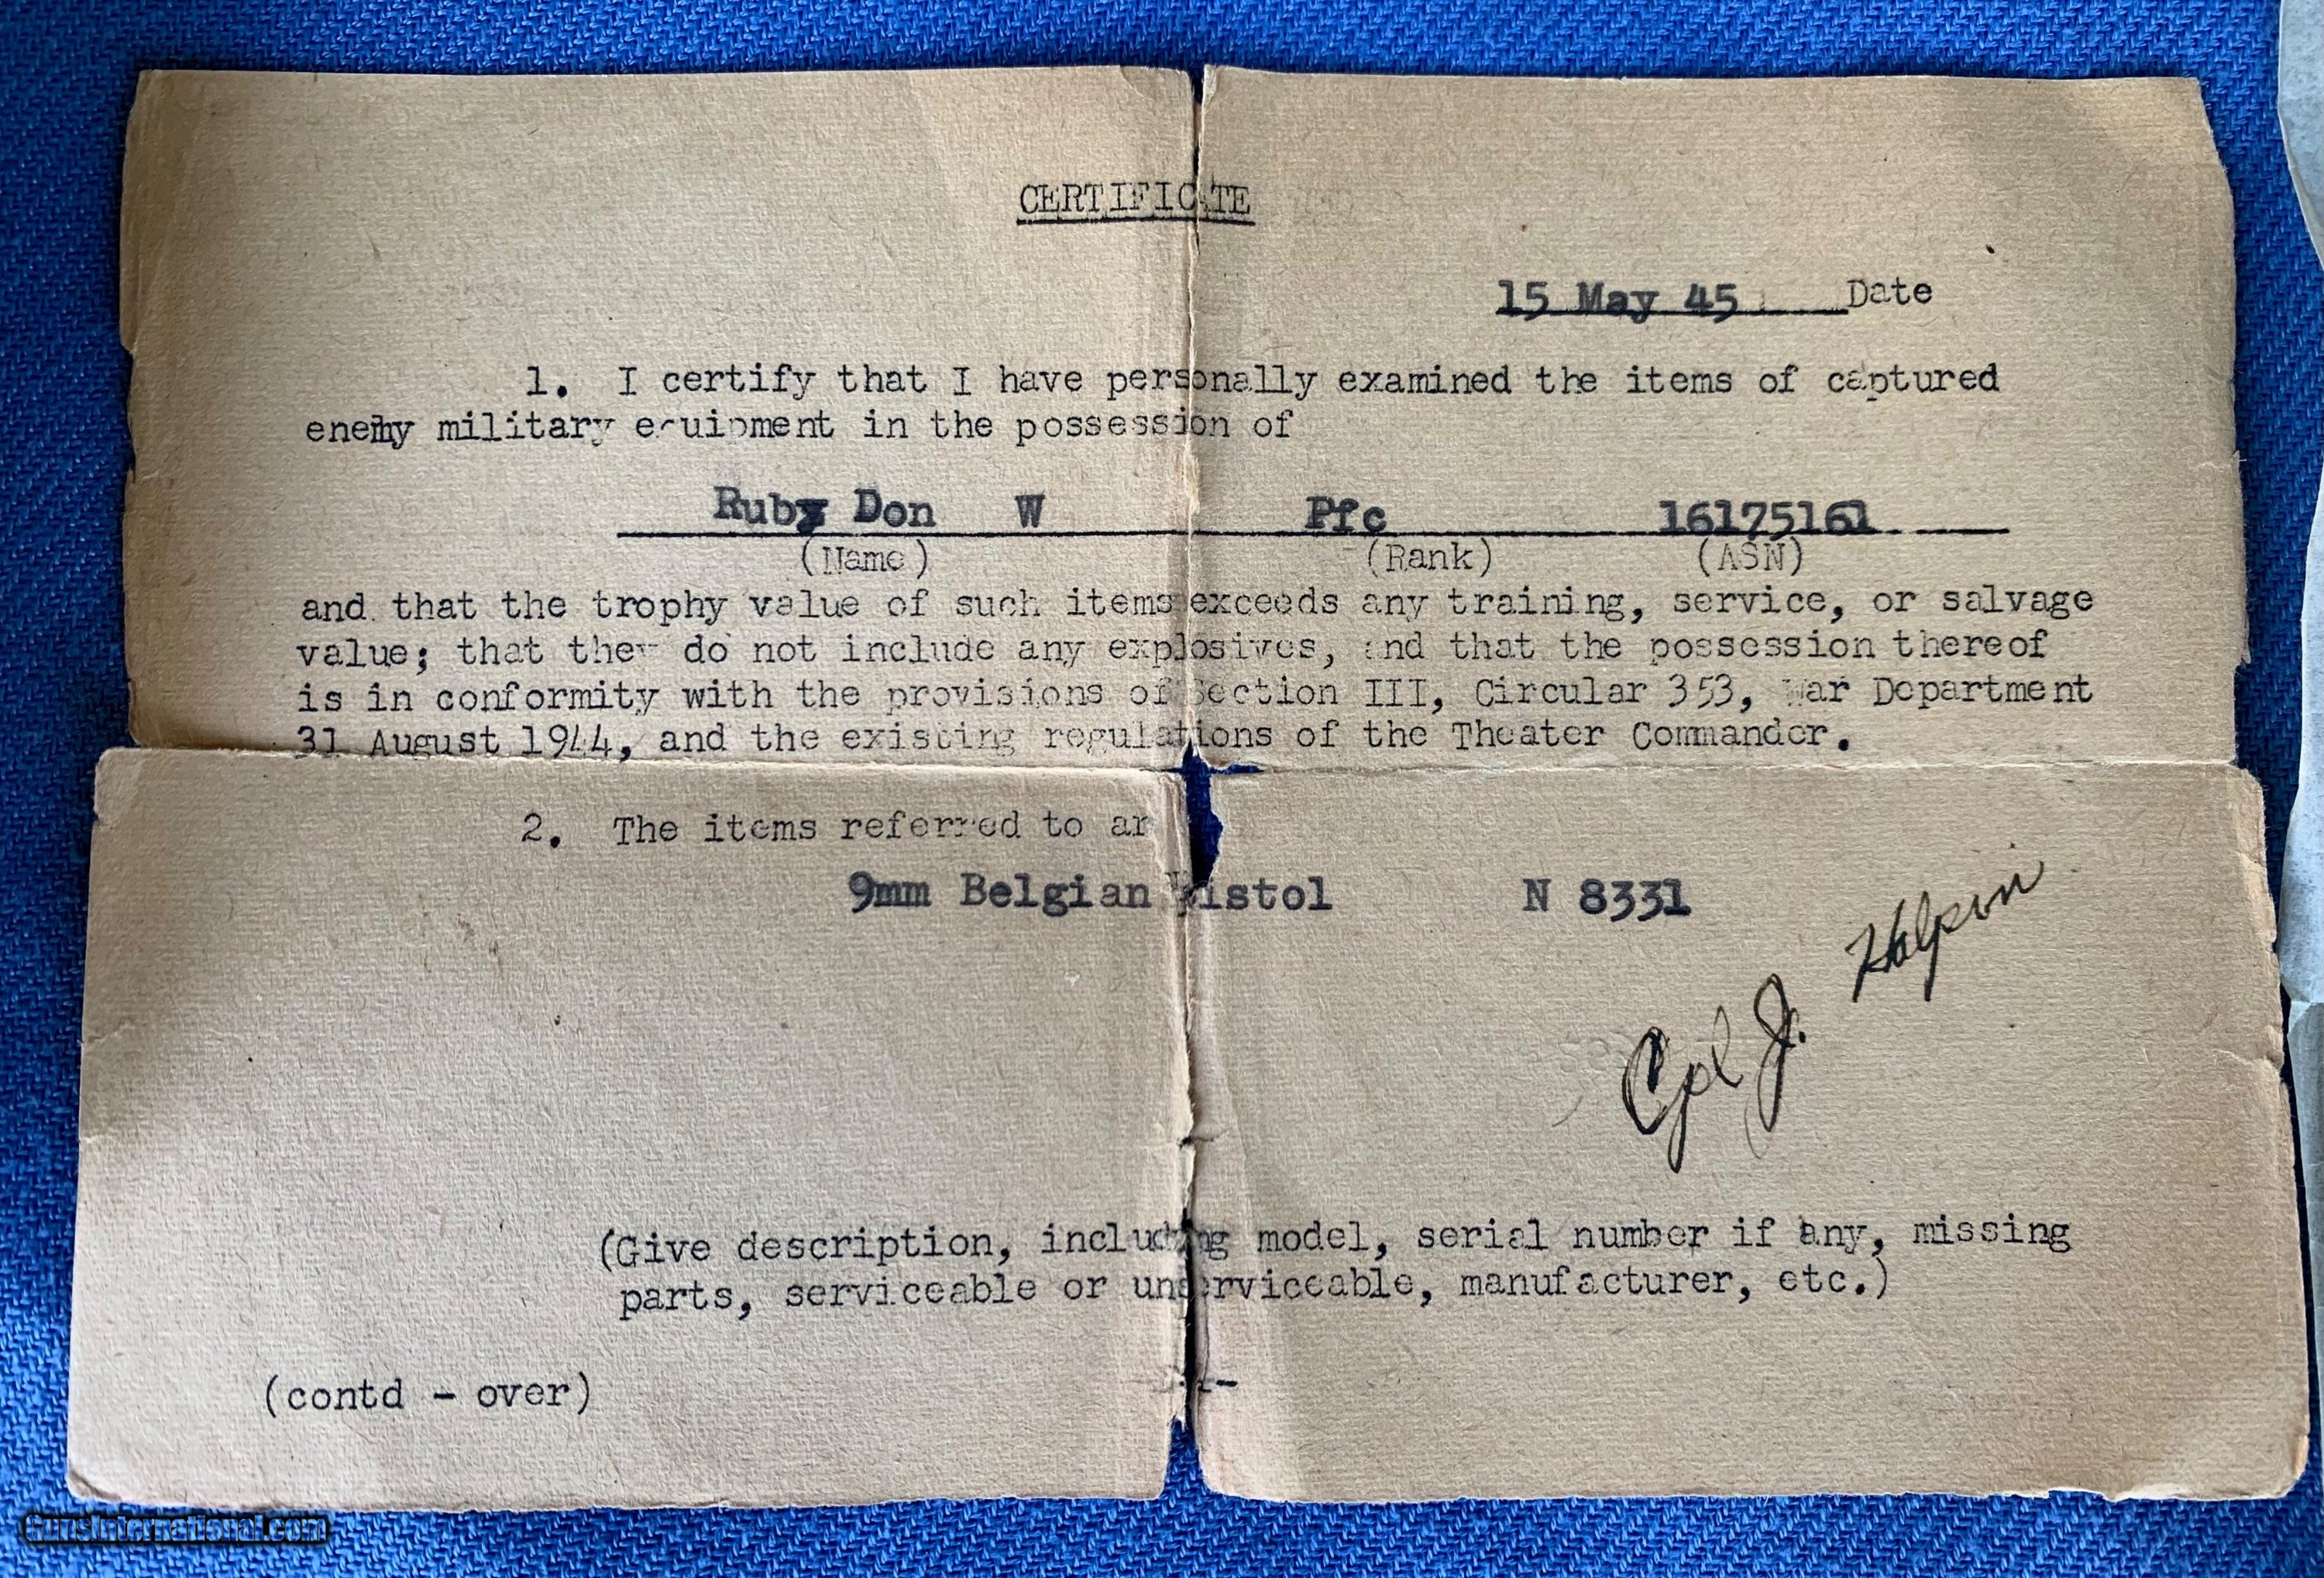 CERTIFICATE
15 May 45 Date
1. I certify that I have personally examined the items of captured
enemy military equipment in the possession of
Ruby Don W Pfc 16175161
(Name) (Rank) (ASN)
and that the trophy value of such items exceeds any training, service, or salvage
value; that they do not include any explosives, and that the possession thereof
is in conformity with the provisions of Section III, Circular 353, War Department
31 August 1944, and the existing regulations of the Theater Commander.
2. The items referred to ar
9mm Belgian Pistol N 8331
Cpl J. Halpin
(Give description, including model, serial number if any, missing
parts, serviceable or unserviceable, manufacturer, etc.)
(contd - over)
GunsInternational.com